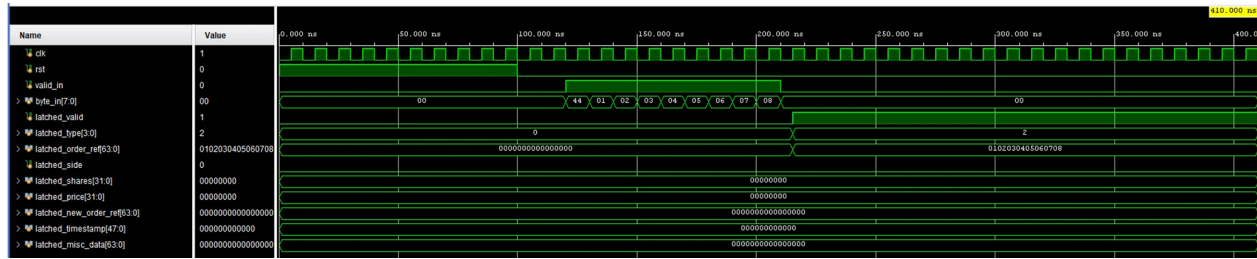 410.000 ns
Name Value 0.000 ns 50.000 ns 100.000 ns 150.000 ns 200.000 ns 250.000 ns 300.000 ns 350.000 ns 400.0
clk 1
rst 0
valid_in 0
byte_in[7:0] 00 00 44 01 02 03 04 05 06 07 08 00
latched_valid 1
latched_type[3:0] 2 0 2
latched_order_ref[63:0] 0102030405060708 0000000000000000 0102030405060708
latched_side 0
latched_shares[31:0] 00000000 00000000
latched_price[31:0] 00000000 00000000
latched_new_order_ref[63:0] 0000000000000000 0000000000000000
latched_timestamp[47:0] 000000000000 000000000000
latched_misc_data[63:0] 0000000000000000 0000000000000000